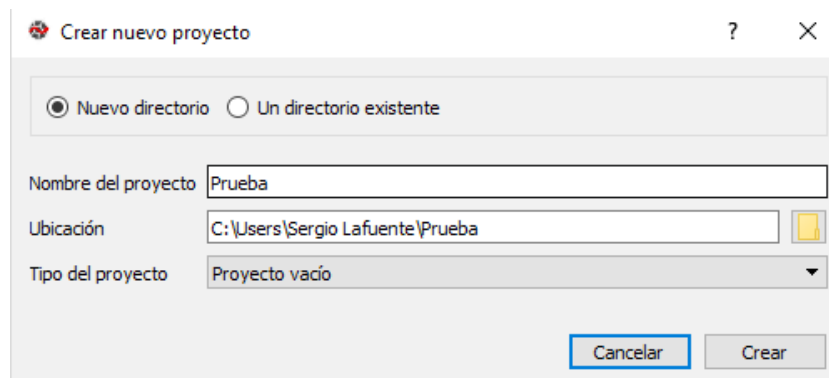 Crear nuevo proyecto ?
Nuevo directorio Un directorio existente
Nombre del proyecto Prueba
Ubicación C:\Users\Sergio Lafuente\Prueba
Tipo del proyecto Proyecto vacío
Cancelar Crear